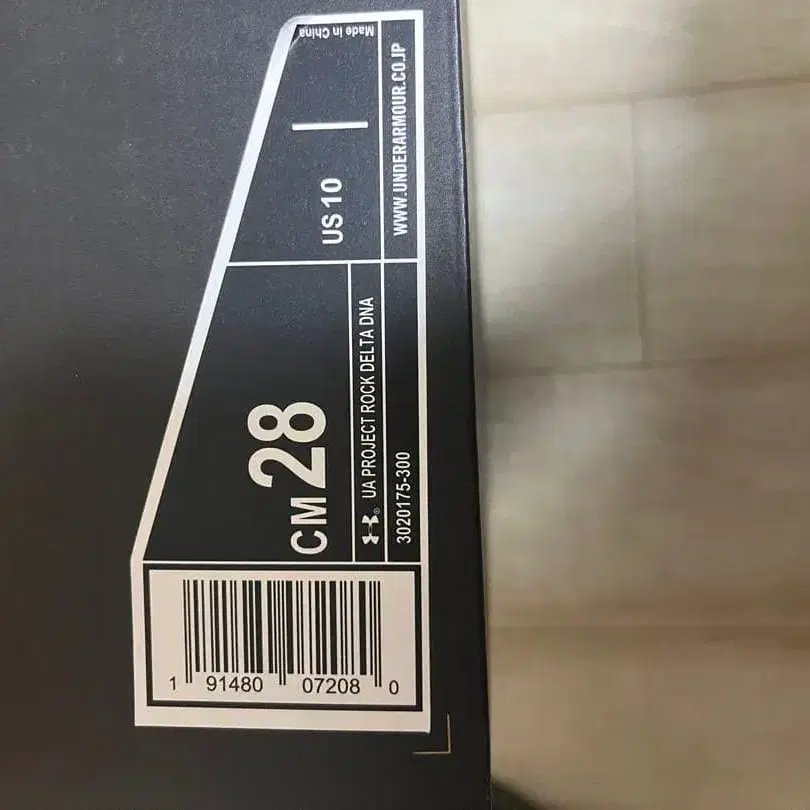 Made in China
US 10
WWW.UNDERARMOUR.CO.JP
CM 28
® UA PROJECT ROCK DELTA DNA
3020175-300
1 91480 07208 0